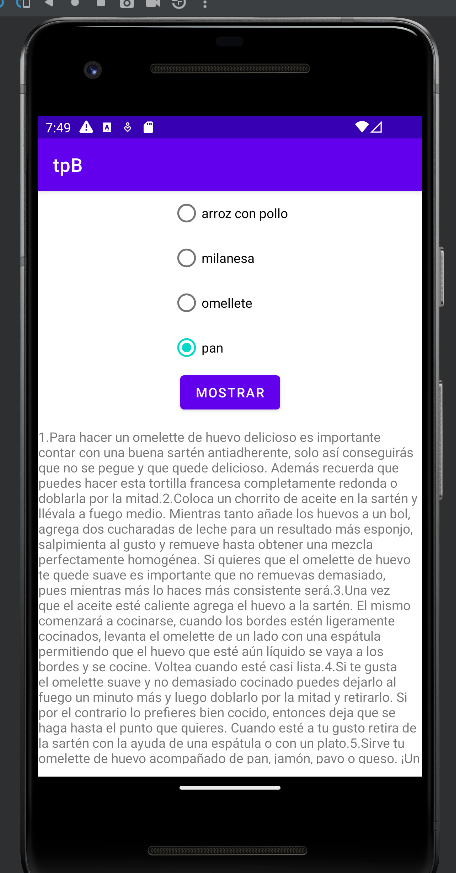 7:49
tpB
arroz con pollo
milanesa
omellete
pan
MOSTRAR
1.Para hacer un omelette de huevo delicioso es importante
contar con una buena sartén antiadherente, solo así conseguirás
que no se pegue y que quede delicioso. Además recuerda que
puedes hacer esta tortilla francesa completamente redonda o
doblarla por la mitad.2.Coloca un chorrito de aceite en la sartén y
llévala a fuego medio. Mientras tanto añade los huevos a un bol,
agrega dos cucharadas de leche para un resultado más esponjo,
salpimienta al gusto y remueve hasta obtener una mezcla
perfectamente homogénea. Si quieres que el omelette de huevo
te quede suave es importante que no remuevas demasiado,
pues mientras más lo haces más consistente será.3.Una vez
que el aceite esté caliente agrega el huevo a la sartén. El mismo
comenzará a cocinarse, cuando los bordes estén ligeramente
cocinados, levanta el omelette de un lado con una espátula
permitiendo que el huevo que esté aún líquido se vaya a los
bordes y se cocine. Voltea cuando esté casi lista.4.Si te gusta
el omelette suave y no demasiado cocinado puedes dejarlo al
fuego un minuto más y luego doblarlo por la mitad y retirarlo. Si
por el contrario lo prefieres bien cocido, entonces deja que se
haga hasta el punto que quieres. Cuando esté a tu gusto retira de
la sartén con la ayuda de una espátula o con un plato.5.Sirve tu
omelette de huevo acompañado de pan, jamón, pavo o queso. ¡Un